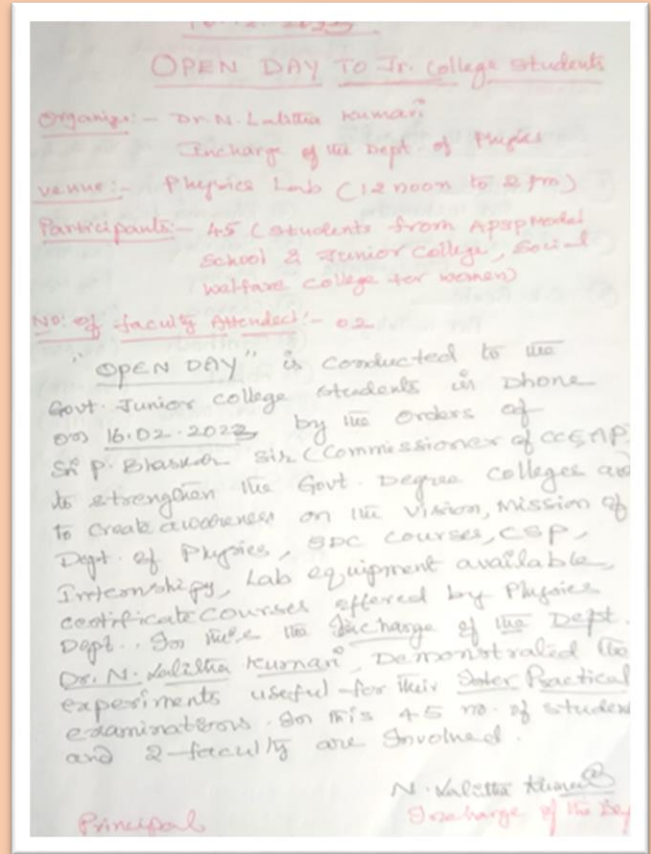 16.02.2023
OPEN DAY TO Jr. College students
Organizer:- Dr. N. Lalitha Kumari
Incharge of the Dept. of Physics
venue:- Physics Lab (12 noon to 2 pm)
Participants:- 45 (students from APSP Model
School & Junior College, Social
welfare college for women)
No: of faculty Attended:- 02
"OPEN DAY" is conducted to the
Govt. Junior college students in Dhone
on 16.02.2023 by the orders of
Sri P. Bhaskar sir (Commissioner of CCE AP
to strengthen the Govt. Degree Colleges and
to create awareness on the Vision, Mission of
Dept. of Physics, SDC courses, CSP,
Internships, Lab equipment available,
certificate courses offered by Physics
Dept.. In this the Incharge of the Dept.
Dr. N. Lalitha Kumari, Demonstrated the
experiments useful for their Inter Practical
examinations. In this 45 no. of student
and 2-faculty are Involved.
N. Lalitha Kumari
Principal
Incharge of the Dep